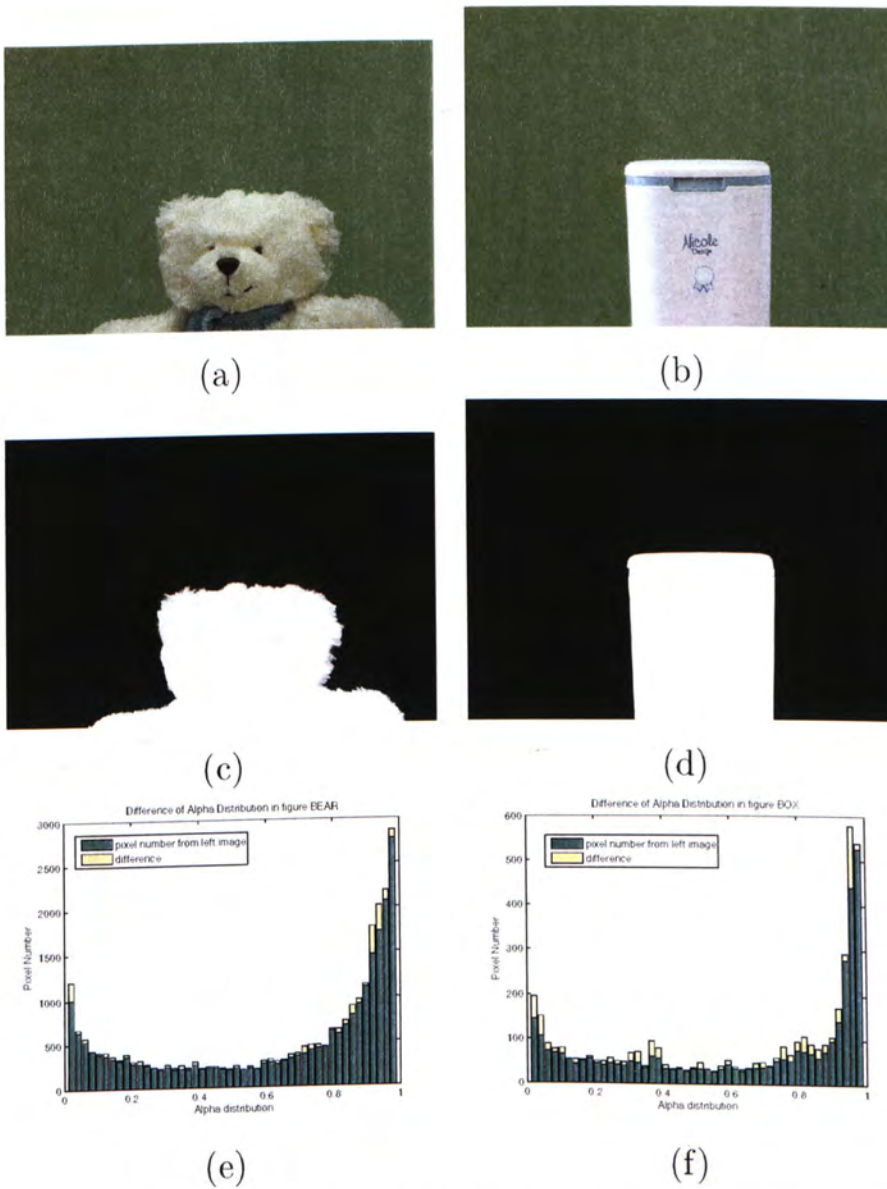 Nicole
Design
(a)
(b)
(c)
(d)
Difference of Alpha Distribution in figure BEAR
3000
2500
2000
1500
1000
500
0
Pixel Number
pixel number from left image
difference
0
0.2
0.4
0.6
0.8
1
Alpha distribution
(e)
Difference of Alpha Distribution in figure BOX
600
500
400
300
200
100
0
Pixel Number
pixel number from left image
difference
0
0.2
0.4
0.6
0.8
1
Alpha distribution
(f)